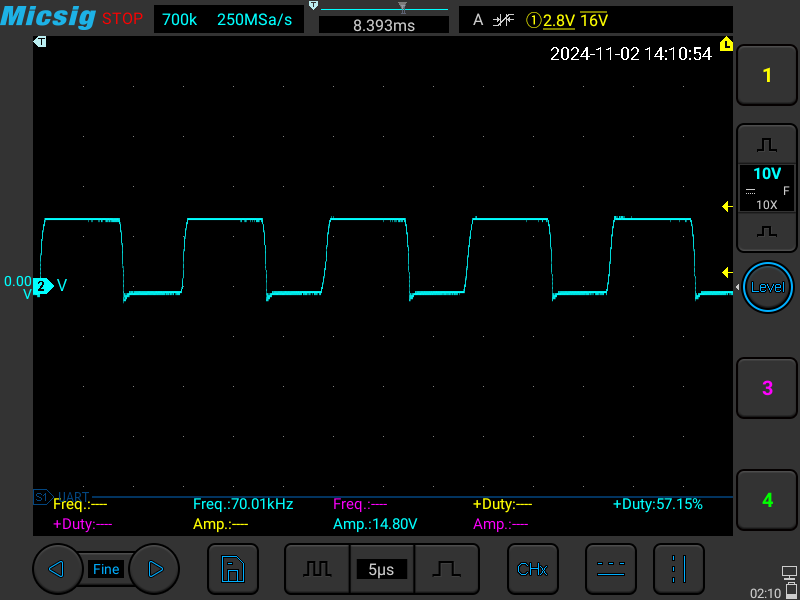 Micsig STOP 700k 250MSa/s T 8.393ms A 1 2.8V 16V
T 2024-11-02 14:10:54 L
1
10V
F
10X
0.00 V 2 V
Level
3
S1 UART
Freq.:---- Freq.:70.01kHz Freq.:---- +Duty:---- +Duty:57.15%
+Duty:---- Amp.:---- Amp.:14.80V Amp.:----
4
Fine 5µs CHx
02:10